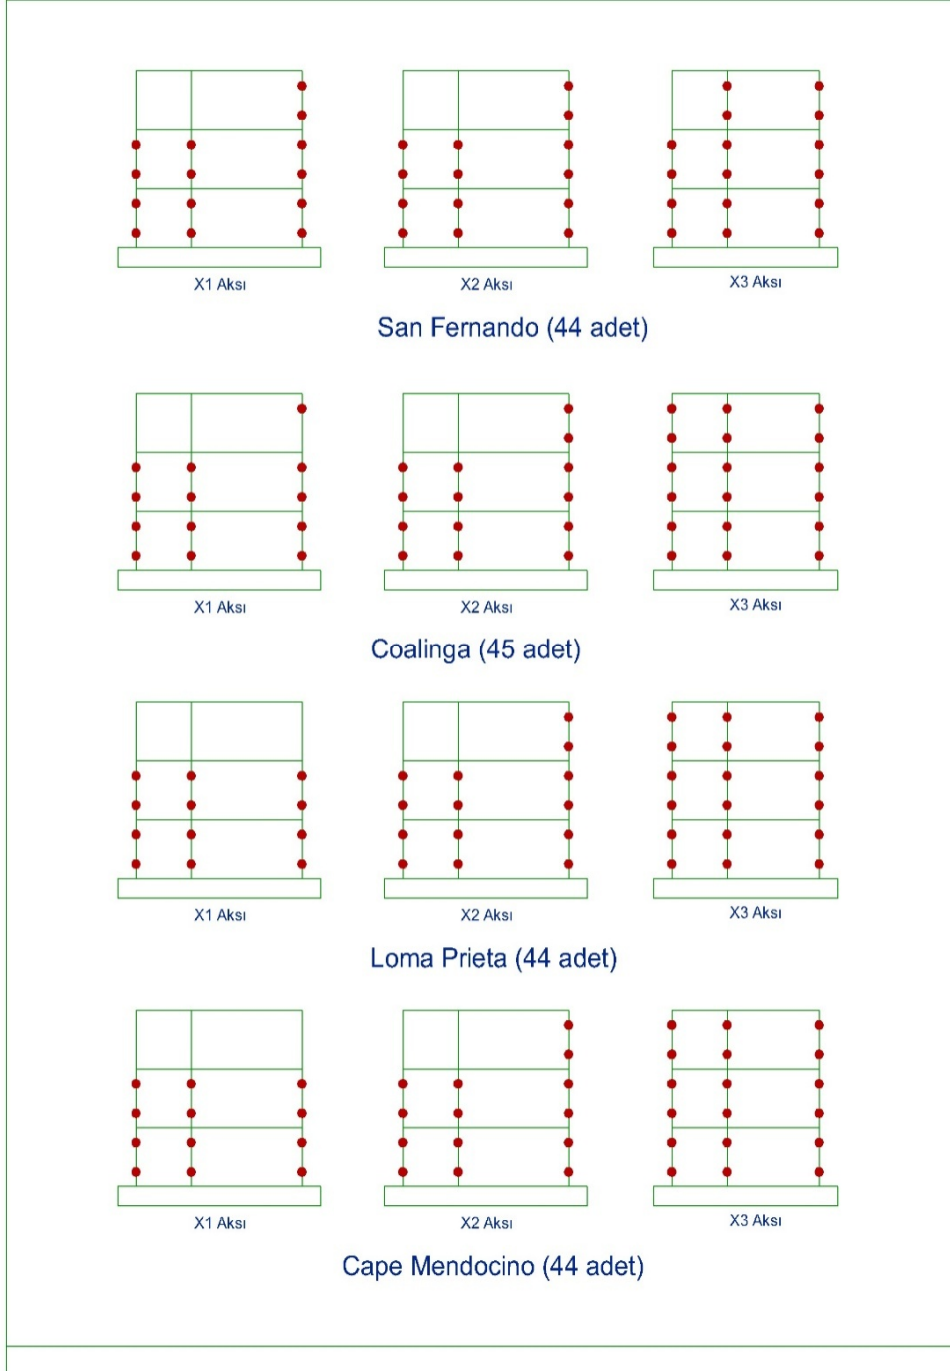 X1 Aksı X2 Aksı X3 Aksı
San Fernando (44 adet)
X1 Aksı X2 Aksı X3 Aksı
Coalinga (45 adet)
X1 Aksı X2 Aksı X3 Aksı
Loma Prieta (44 adet)
X1 Aksı X2 Aksı X3 Aksı
Cape Mendocino (44 adet)